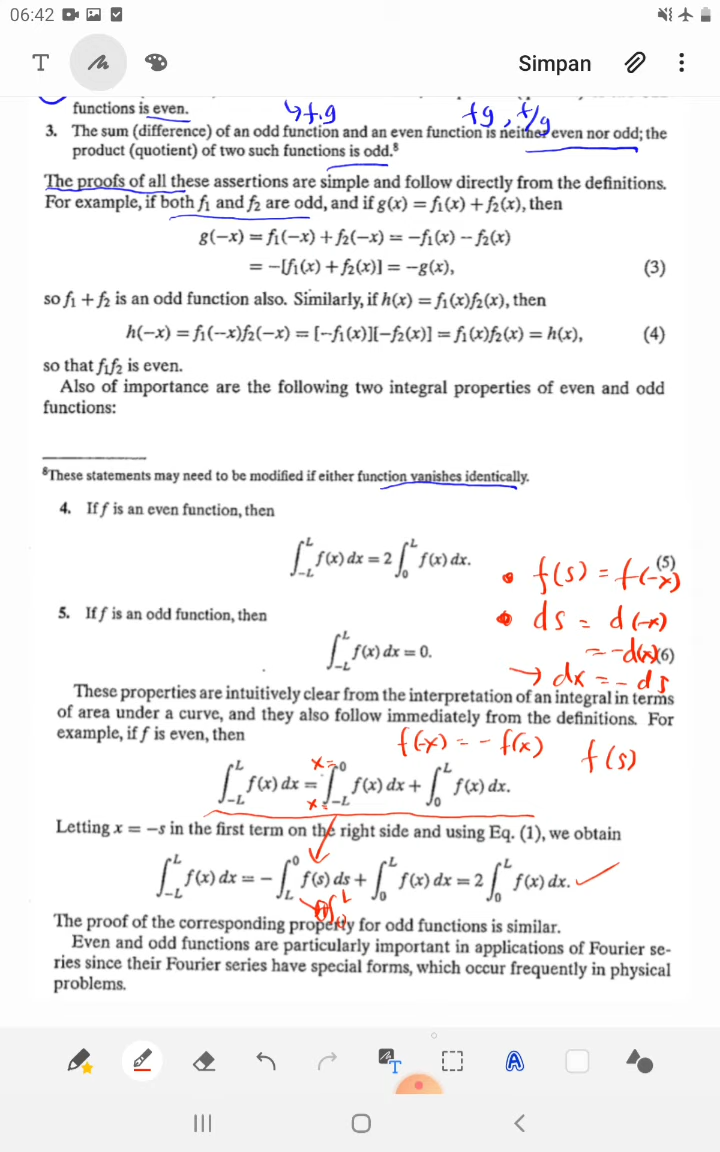 06:42
T
Simpan
functions is even.
↳f.g
fg, f/g
3. The sum (difference) of an odd function and an even function is neither even nor odd; the
product (quotient) of two such functions is odd.⁸
The proofs of all these assertions are simple and follow directly from the definitions.
For example, if both f₁ and f₂ are odd, and if g(x) = f₁(x) + f₂(x), then
g(−x) = f₁(−x) + f₂(−x) = −f₁(x) − f₂(x)
= −[f₁(x) + f₂(x)] = −g(x), (3)
so f₁ + f₂ is an odd function also. Similarly, if h(x) = f₁(x)f₂(x), then
h(−x) = f₁(−x)f₂(−x) = [−f₁(x)][−f₂(x)] = f₁(x)f₂(x) = h(x), (4)
so that f₁f₂ is even.
Also of importance are the following two integral properties of even and odd
functions:
⁸These statements may need to be modified if either function vanishes identically.
4. If f is an even function, then
∫_{−L}^{L} f(x) dx = 2 ∫_{0}^{L} f(x) dx. (5)
• f(s) = f(−x)
5. If f is an odd function, then
• ds = d(−x)
∫_{−L}^{L} f(x) dx = 0. (6)
= −d(x)
→ dx = − ds
These properties are intuitively clear from the interpretation of an integral in terms
of area under a curve, and they also follow immediately from the definitions. For
example, if f is even, then
f(−x) = − f(x) f(s)
∫_{−L}^{L} f(x) dx = ∫_{−L}^{0} f(x) dx + ∫_{0}^{L} f(x) dx.
x=
x=
Letting x = −s in the first term on the right side and using Eq. (1), we obtain
∫_{−L}^{L} f(x) dx = − ∫_{L}^{0} f(s) ds + ∫_{0}^{L} f(x) dx = 2 ∫_{0}^{L} f(x) dx.
The proof of the corresponding property for odd functions is similar.
Even and odd functions are particularly important in applications of Fourier se-
ries since their Fourier series have special forms, which occur frequently in physical
problems.
T
A